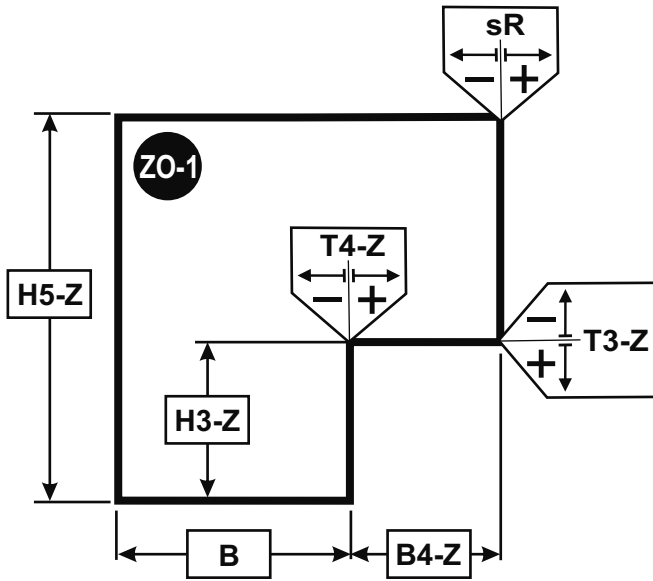 sR
− +
ZO-1
T4-Z
− +
H5-Z
−
T3-Z
+
H3-Z
B
B4-Z